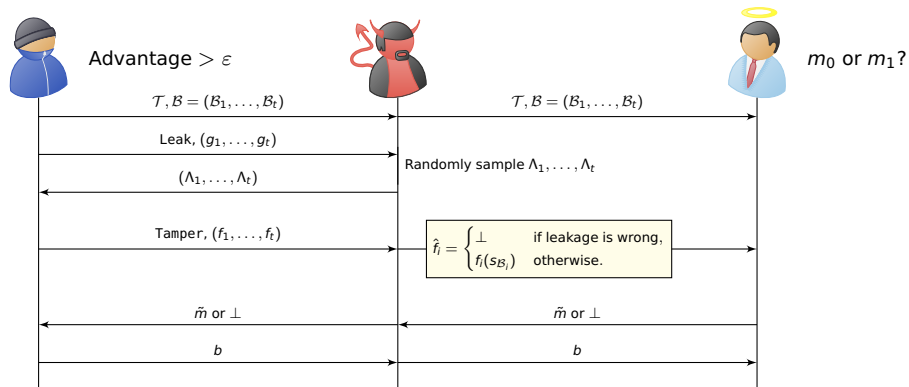 Advantage > ε
m₀ or m₁?
𝒯, ℬ = (ℬ₁, . . . , ℬₜ)
𝒯, ℬ = (ℬ₁, . . . , ℬₜ)
Leak, (g₁, . . . , gₜ)
Randomly sample Λ₁, . . . , Λₜ
(Λ₁, . . . , Λₜ)
Tamper, (f₁, . . . , fₜ)
f̂ᵢ = { ⊥ if leakage is wrong,
fᵢ(s_ℬᵢ) otherwise.
m̃ or ⊥
m̃ or ⊥
b
b